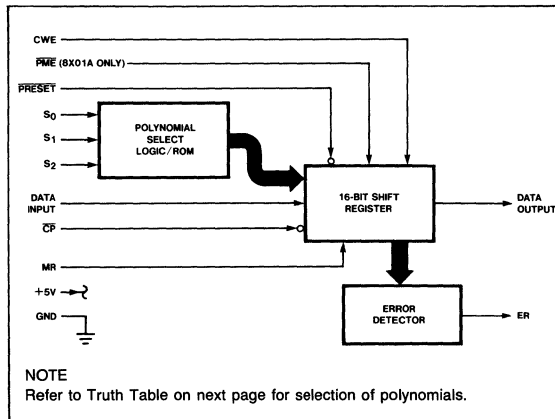 CWE
PME (8X01A ONLY)
PRESET
S0
S1
S2
POLYNOMIAL
SELECT
LOGIC/ROM
DATA
INPUT
CP
16-BIT SHIFT
REGISTER
DATA
OUTPUT
MR
+5V
GND
ERROR
DETECTOR
ER
NOTE
Refer to Truth Table on next page for selection of polynomials.